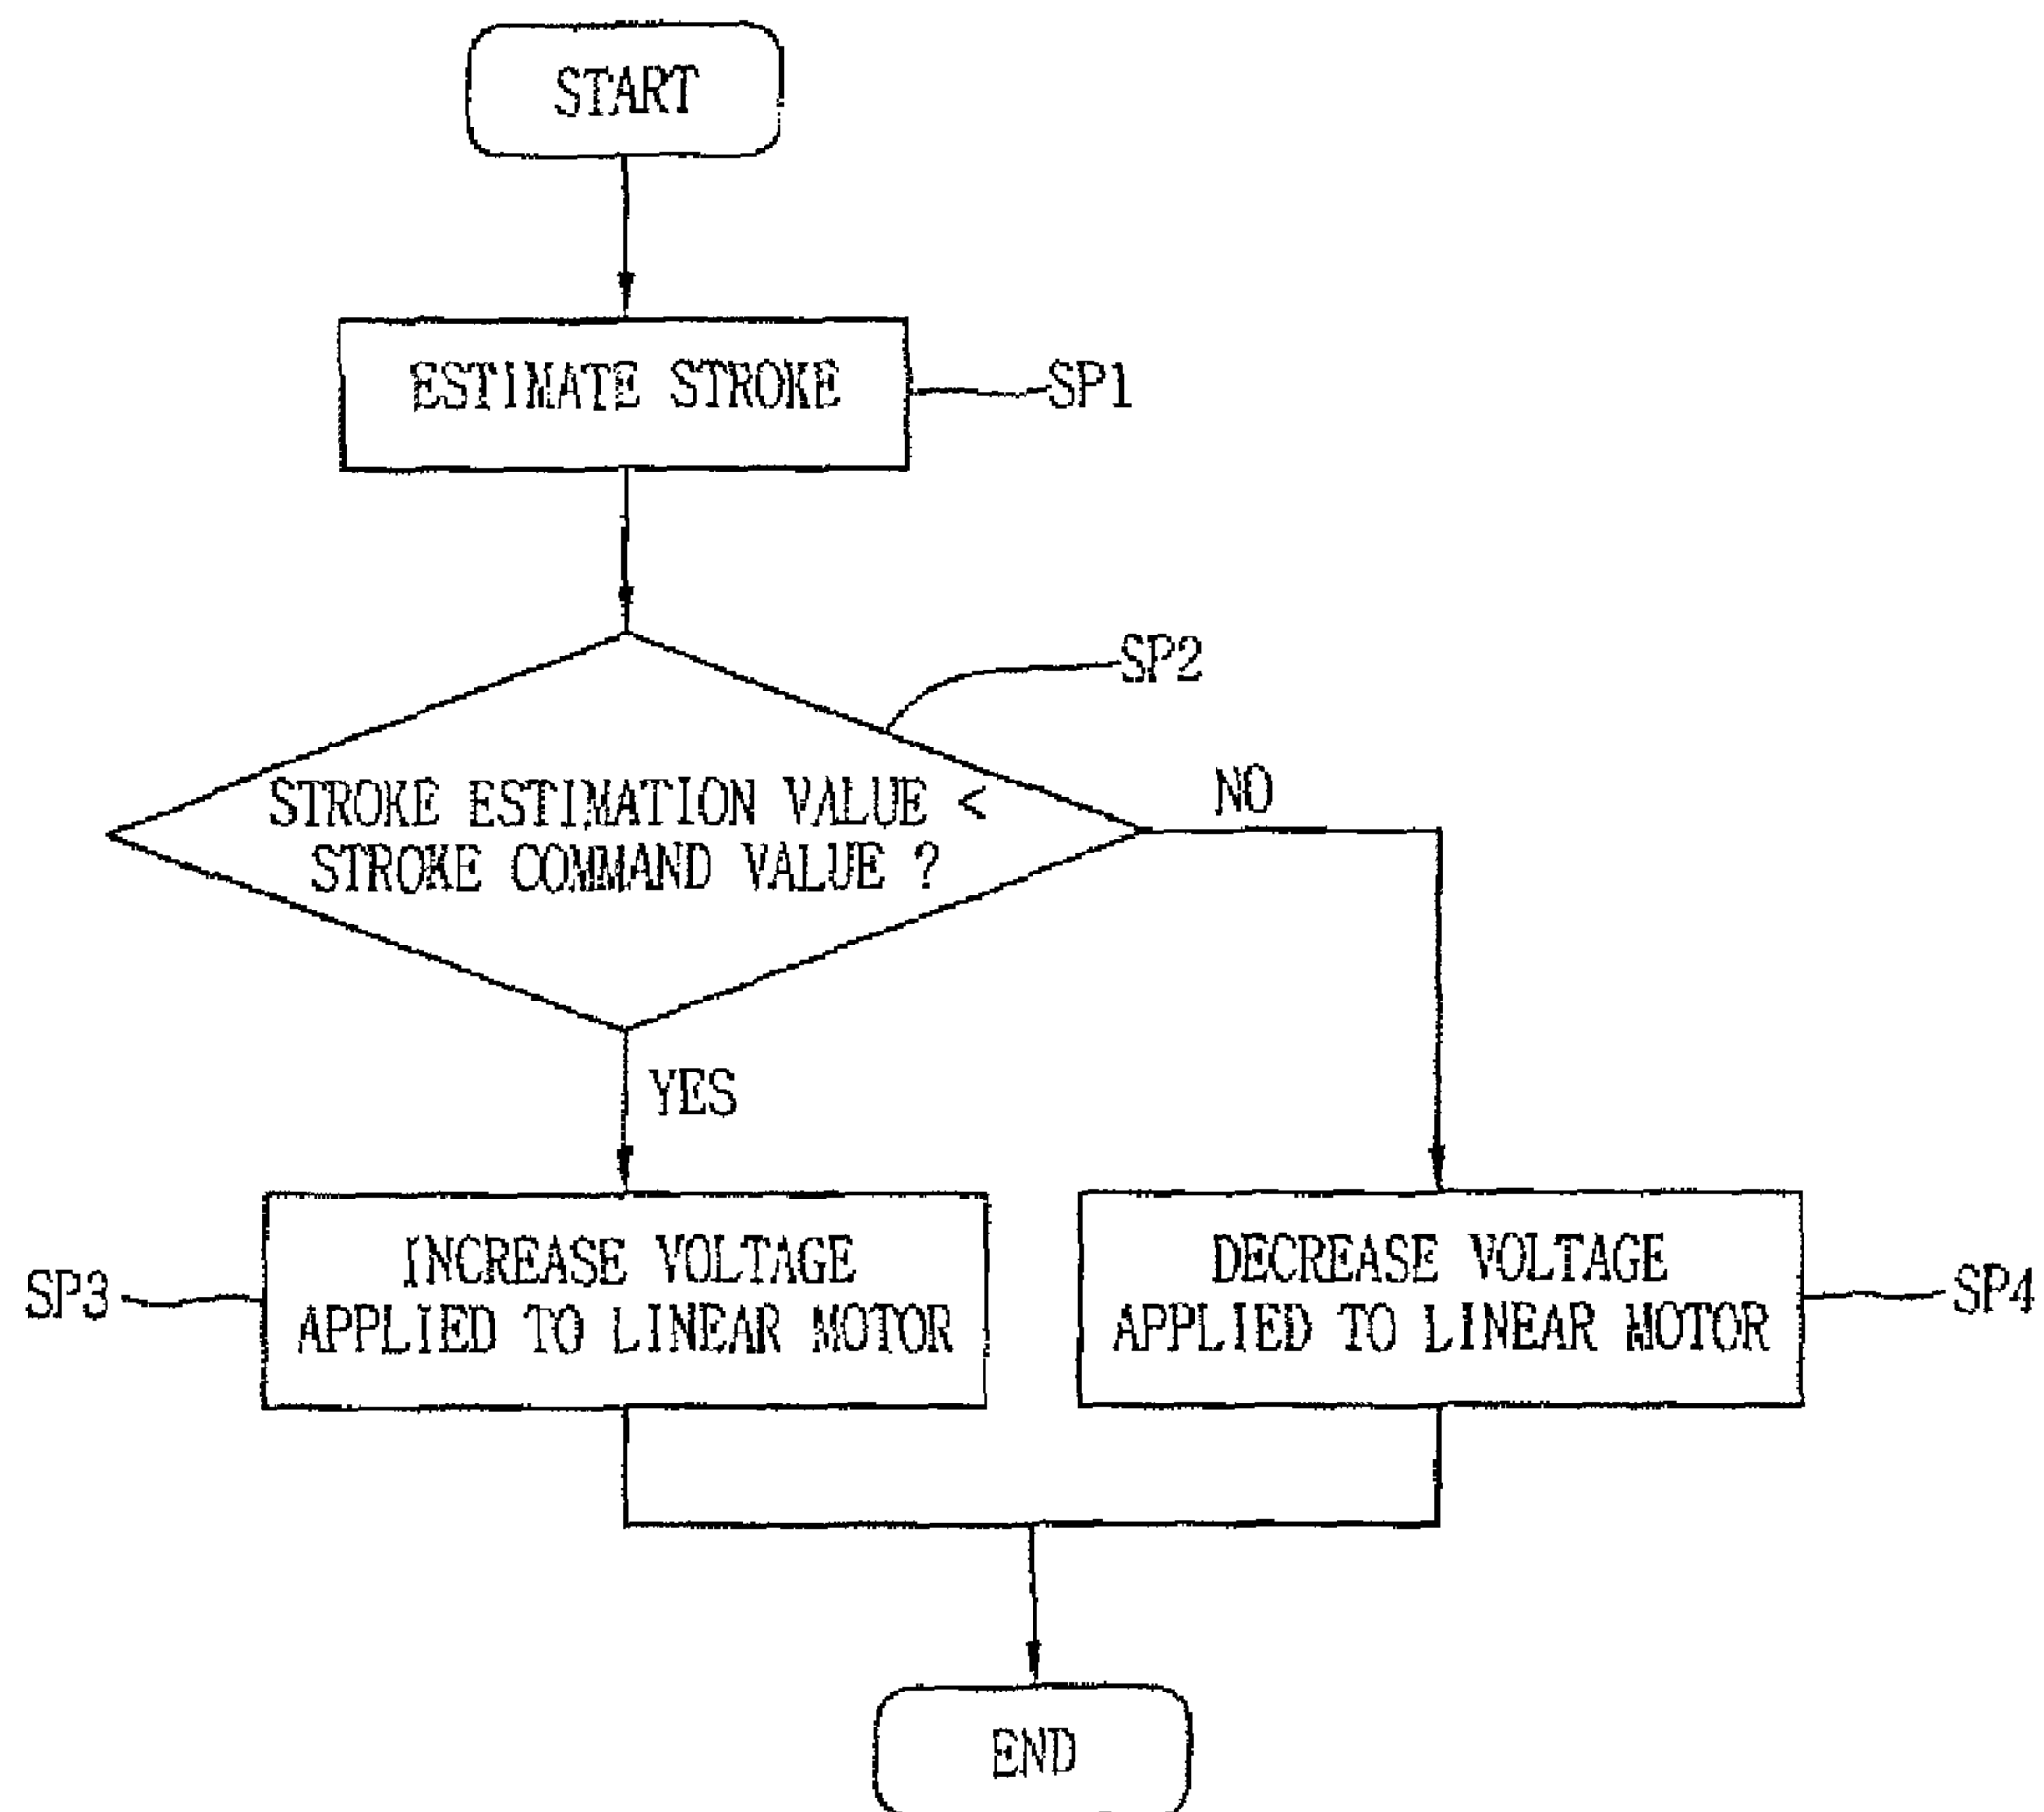 START
ESTIMATE STROKE
SP1
SP2
STROKE ESTIMATION VALUE <
STROKE COMMAND VALUE ?
NO
YES
SP3
INCREASE VOLTAGE
APPLIED TO LINEAR MOTOR
DECREASE VOLTAGE
APPLIED TO LINEAR MOTOR
SP4
END